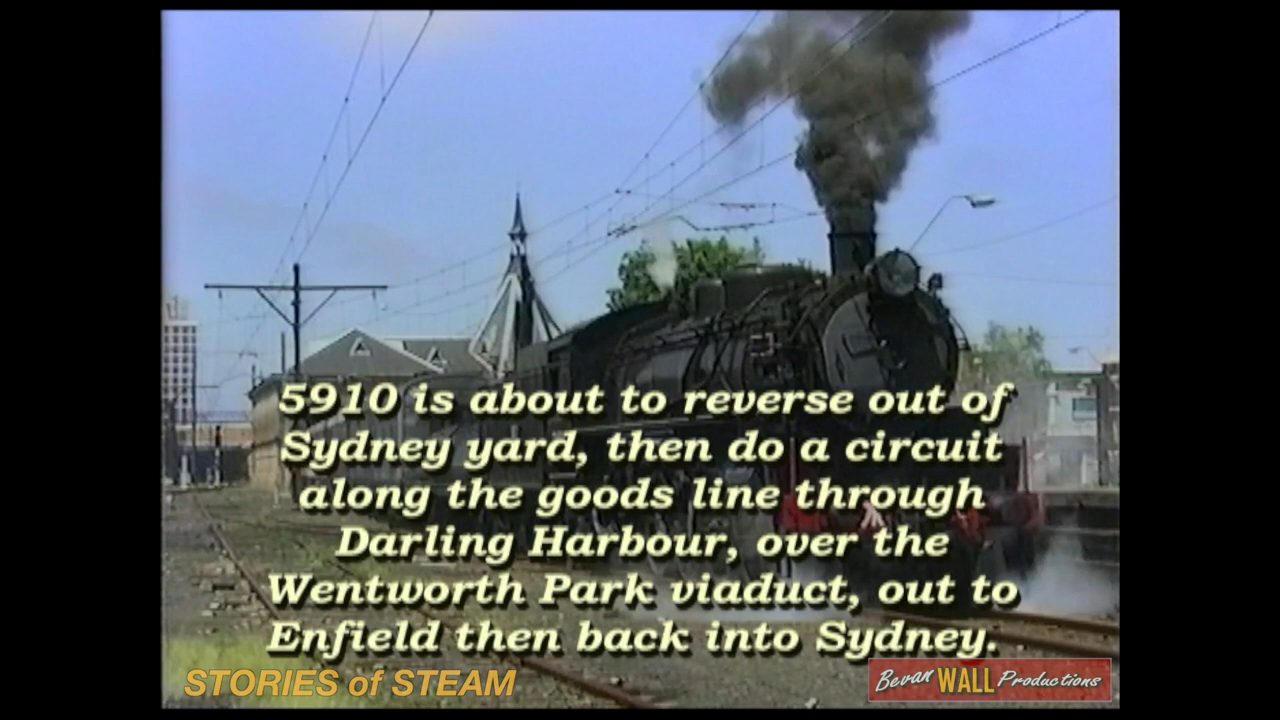 5910 is about to reverse out of
Sydney yard, then do a circuit
along the goods line through
Darling Harbour, over the
Wentworth Park viaduct, out to
Enfield then back into Sydney.
STORIES of STEAM
Bevan WALL Productions